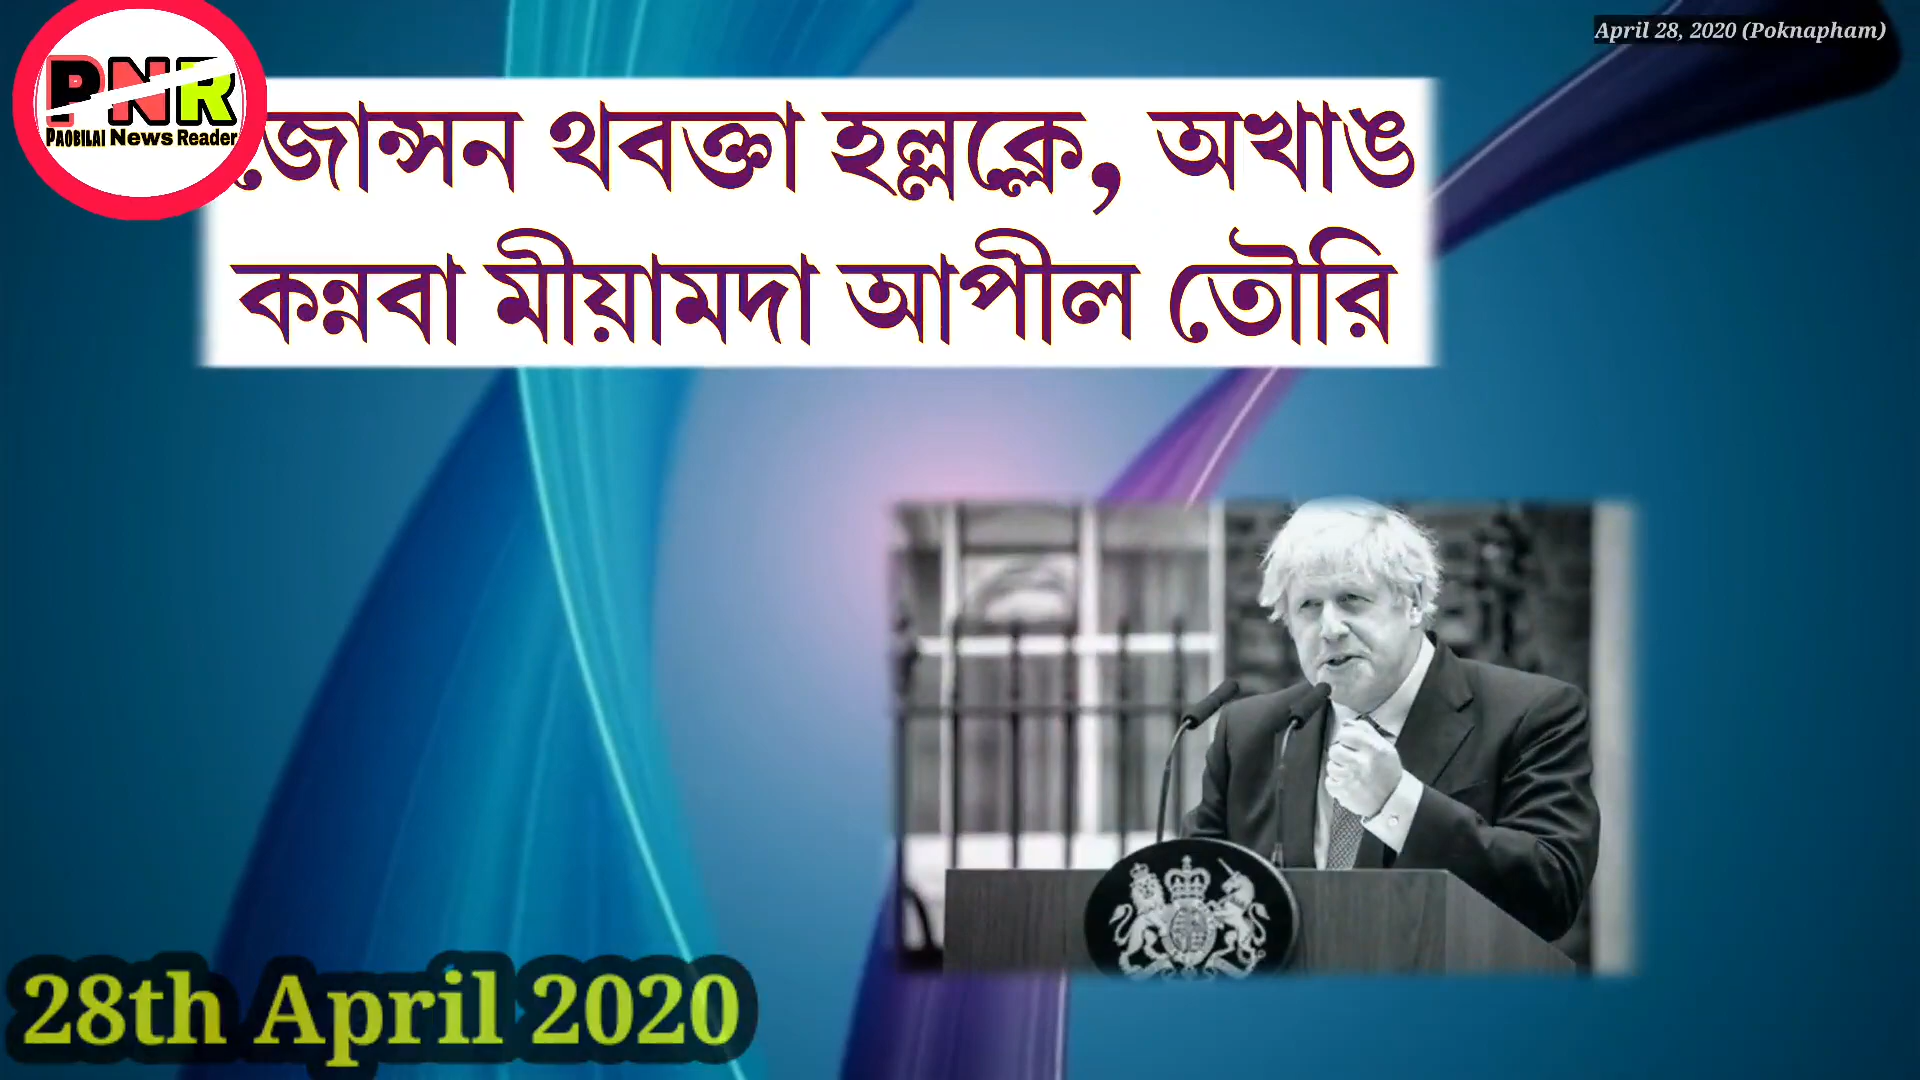 April 28, 2020 (Poknapham)
PNR
PAOBILAI News Reader
জোন্সন থবক্তা হল্লক্লে, অখাঙ
কন্নবা মীয়ামদা আপীল তৌরি
28th April 2020